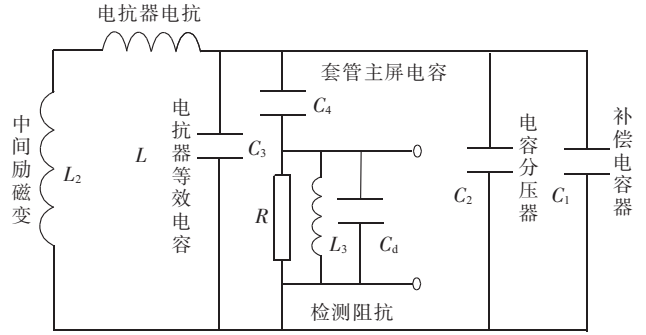 电抗器电抗
套管主屏电容
中间励磁变
L2
L
电抗器等效电容
C3
C4
R
L3
Cd
C2
电容分压器
C1
补偿电容器
检测阻抗